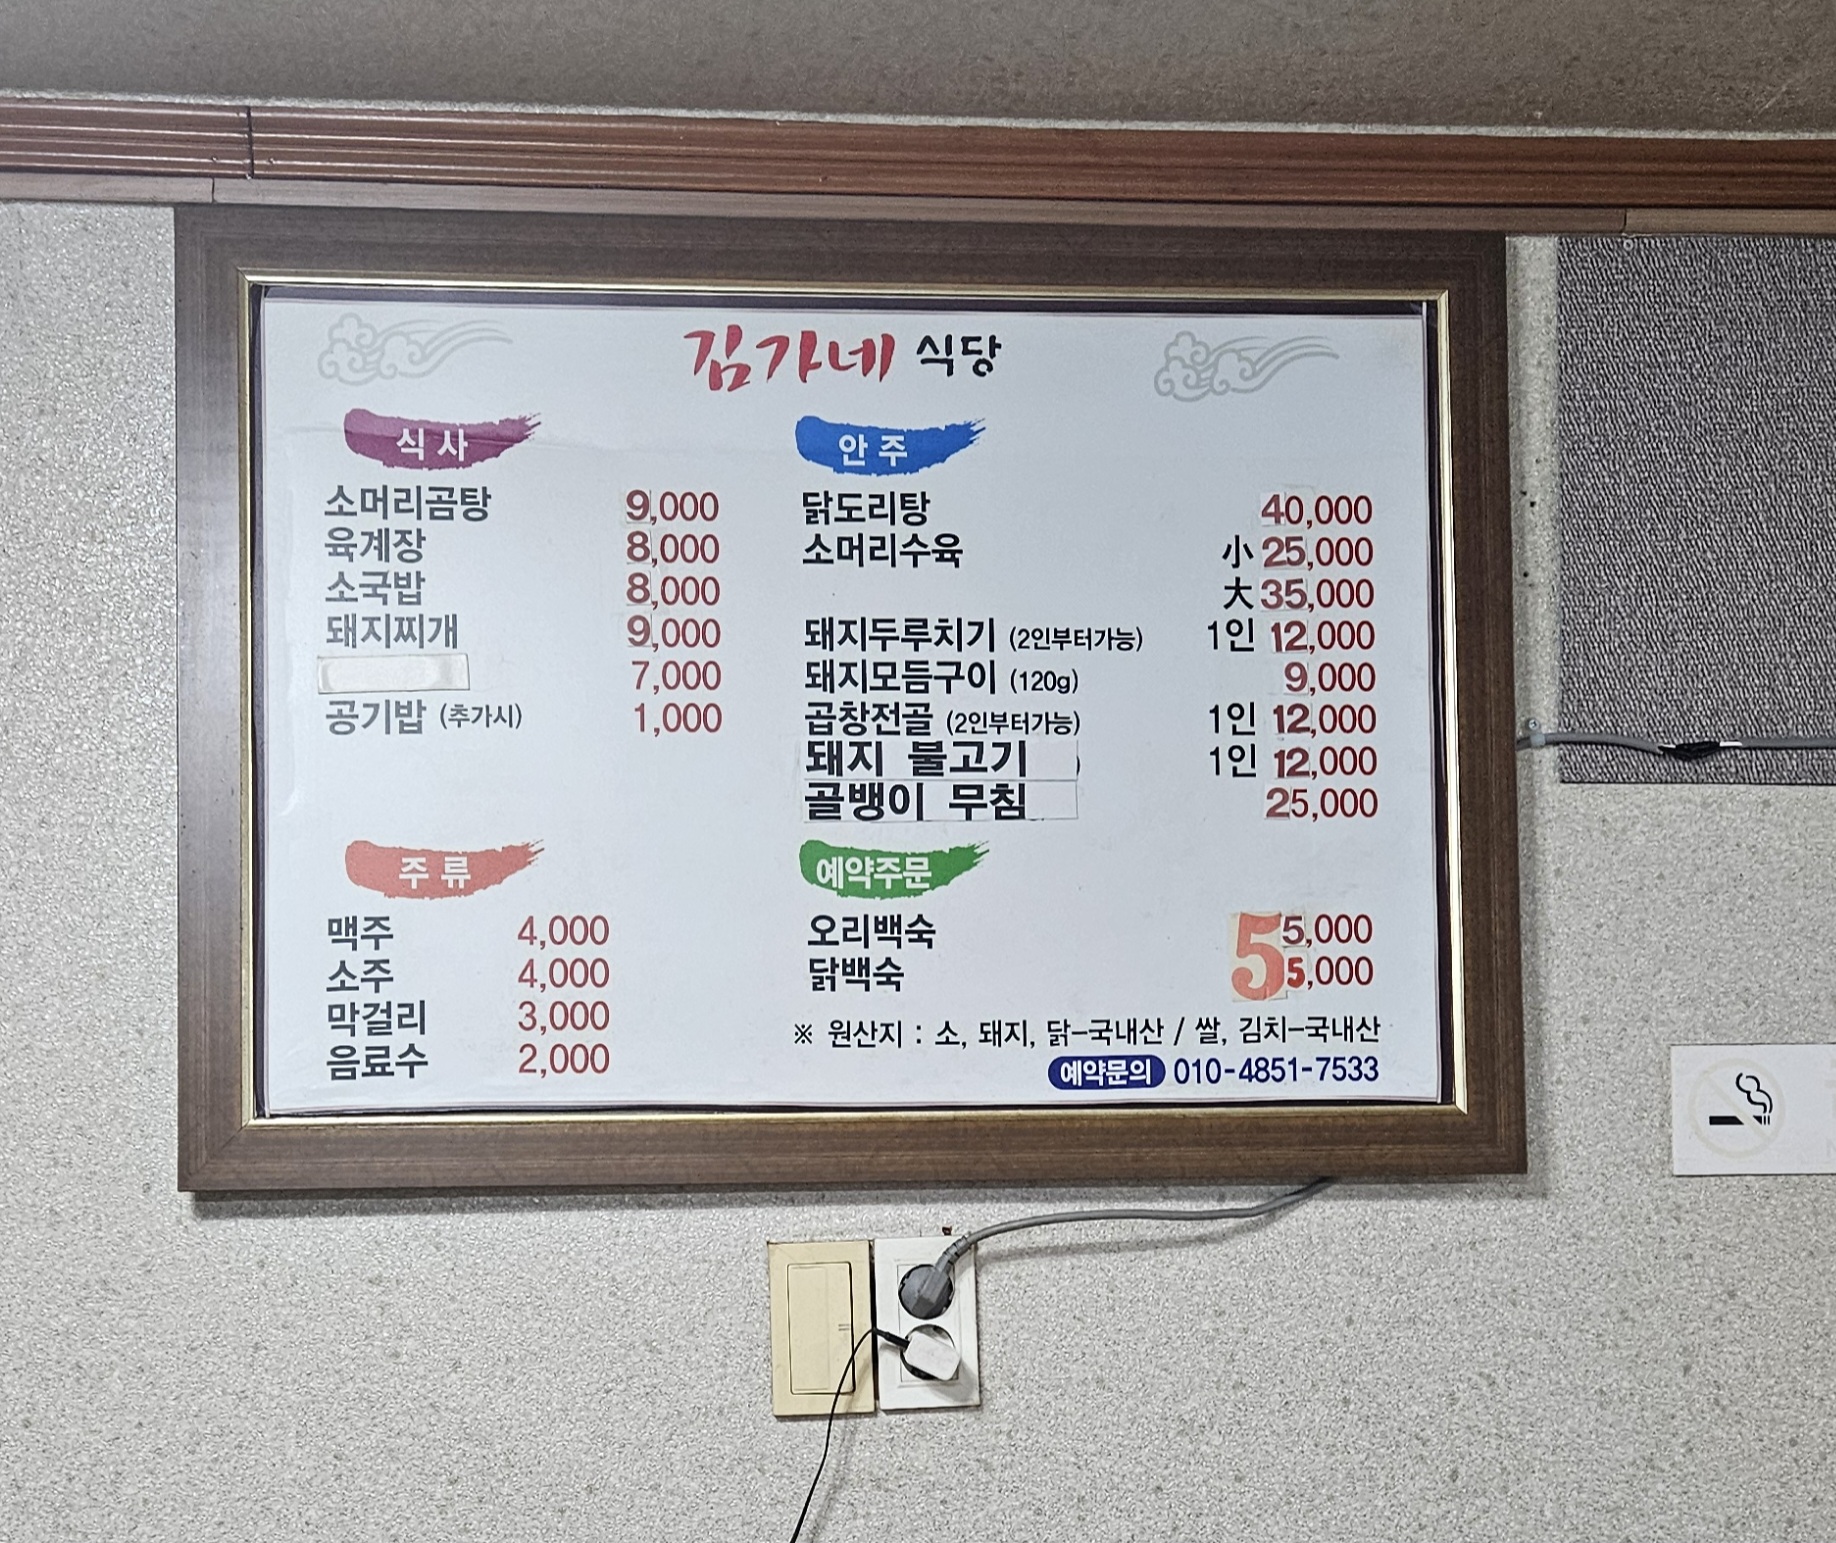 김가네 식당
식사
소머리곰탕 9,000
육계장 8,000
소국밥 8,000
돼지찌개 9,000
7,000
공기밥 (추가시) 1,000
주류
맥주 4,000
소주 4,000
막걸리 3,000
음료수 2,000
안주
닭도리탕 40,000
소머리수육 小 25,000
大 35,000
돼지두루치기 (2인부터가능) 1인 12,000
돼지모듬구이 (120g) 9,000
곱창전골 (2인부터가능) 1인 12,000
돼지 불고기 ) 1인 12,000
골뱅이 무침 25,000
예약주문
오리백숙 55,000
닭백숙 55,000
※ 원산지 : 소, 돼지, 닭-국내산 / 쌀, 김치-국내산
예약문의 010-4851-7533